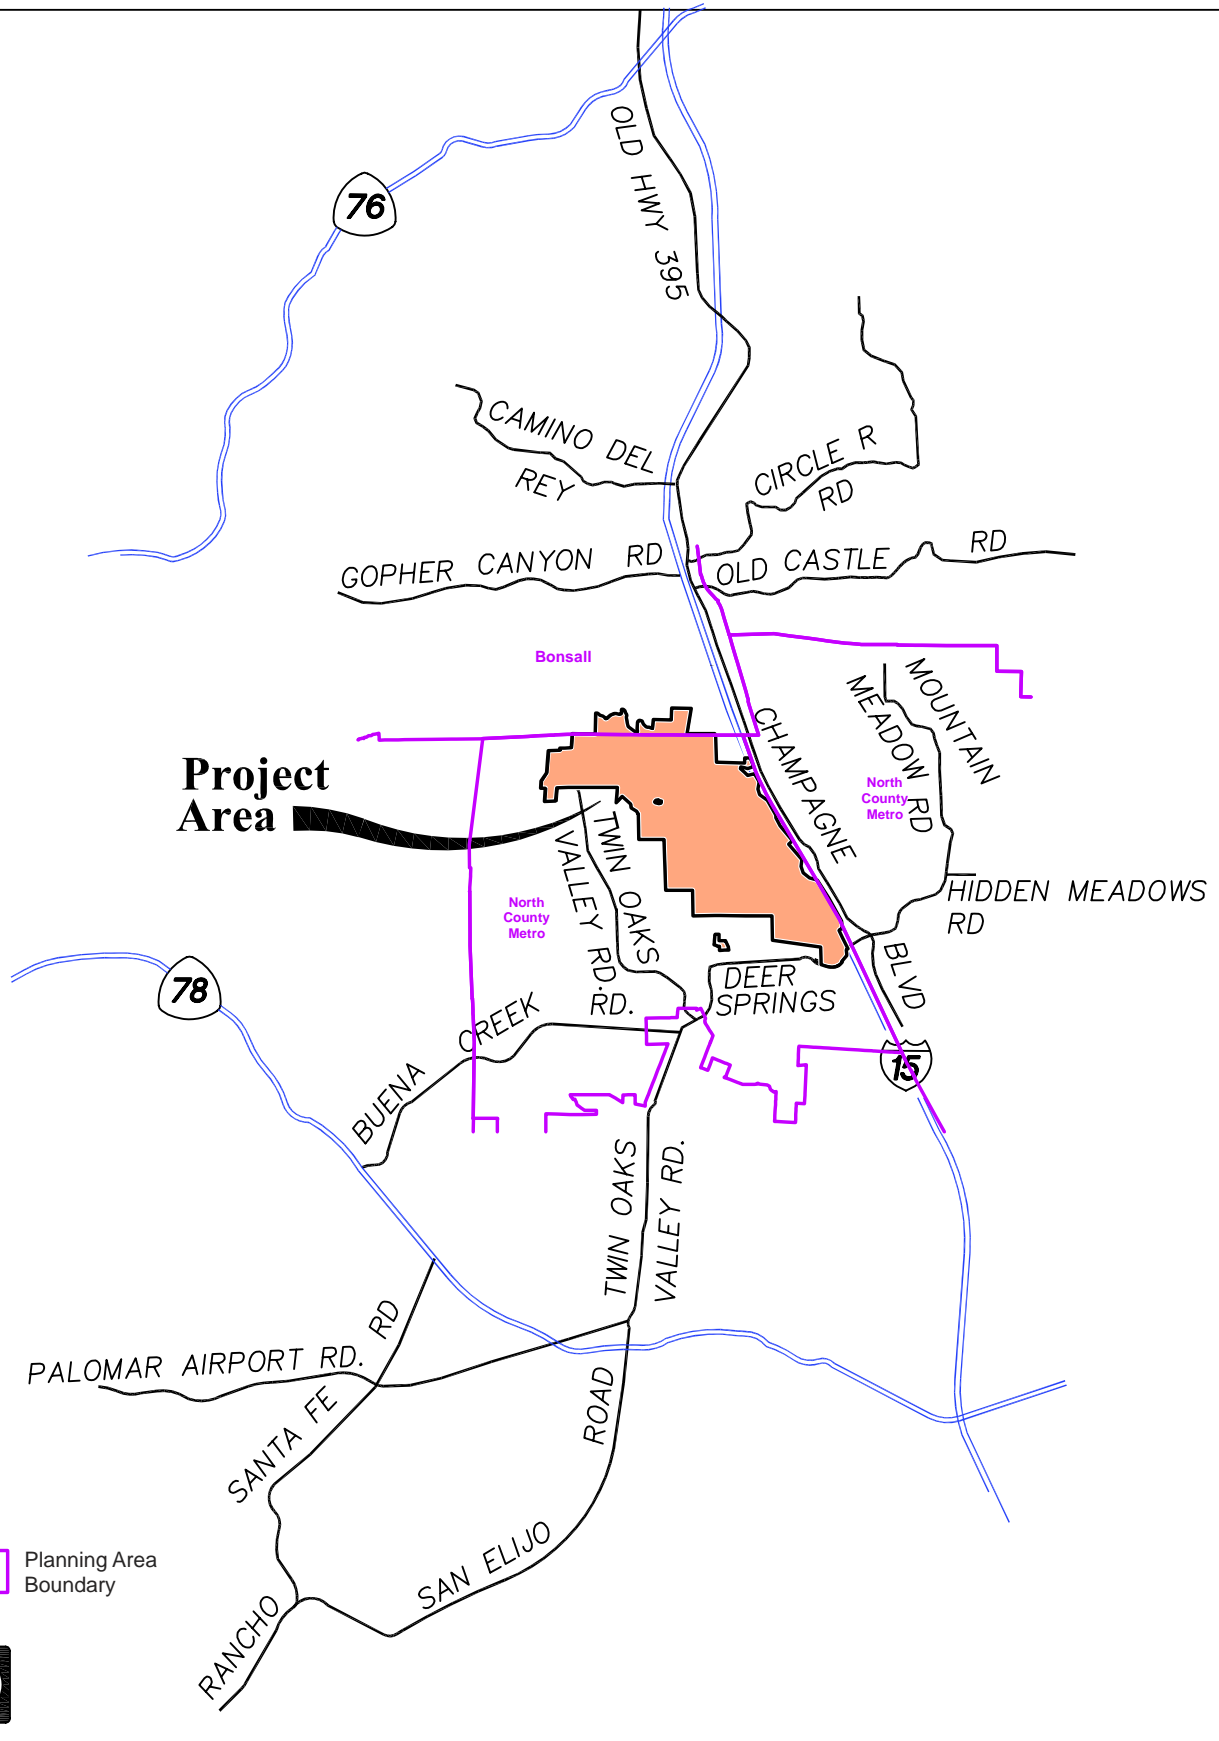 OLD HWY 395
76
CAMINO DEL
REY
CIRCLE R
RD
GOPHER CANYON RD
OLD CASTLE RD
Bonsall
MOUNTAIN
MEADOW RD
CHAMPAGNE
BLVD
Project
Area
North
County
Metro
TWIN OAKS
VALLEY RD.
North
County
Metro
HIDDEN MEADOWS
RD
DEER
SPRINGS
RD.
78
BUENA CREEK
15
TWIN OAKS
VALLEY RD.
PALOMAR AIRPORT RD.
RANCHO SANTA FE RD
SAN ELIJO ROAD
Planning Area
Boundary